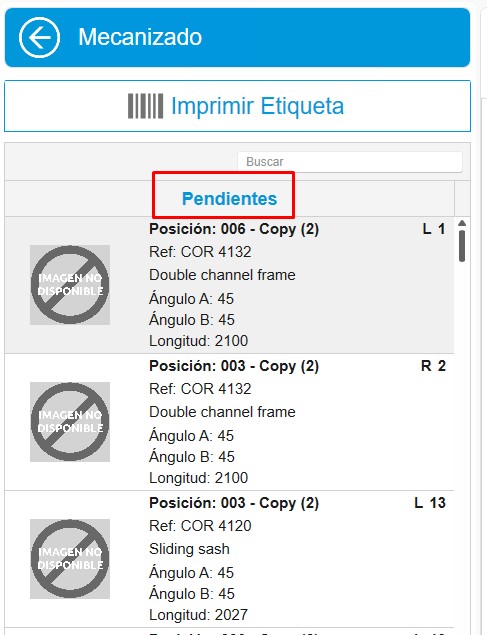 Mecanizado
Imprimir Etiqueta
Buscar
Pendientes
Posición: 006 - Copy (2) L 1
Ref: COR 4132
Double channel frame
Ángulo A: 45
Ángulo B: 45
Longitud: 2100
IMAGEN NO
DISPONIBLE
Posición: 003 - Copy (2) R 2
Ref: COR 4132
Double channel frame
Ángulo A: 45
Ángulo B: 45
Longitud: 2100
IMAGEN NO
DISPONIBLE
Posición: 003 - Copy (2) L 13
Ref: COR 4120
Sliding sash
Ángulo A: 45
Ángulo B: 45
Longitud: 2027
IMAGEN NO
DISPONIBLE